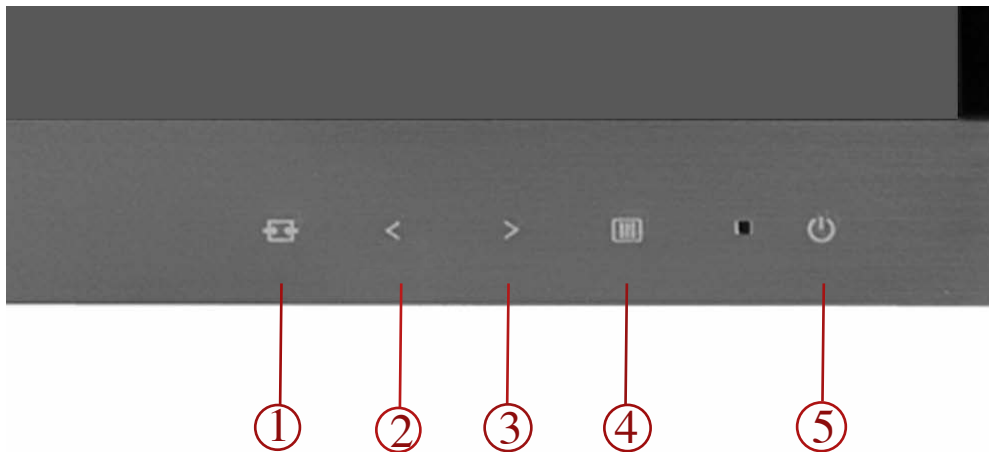 < >
① ② ③ ④ ⑤